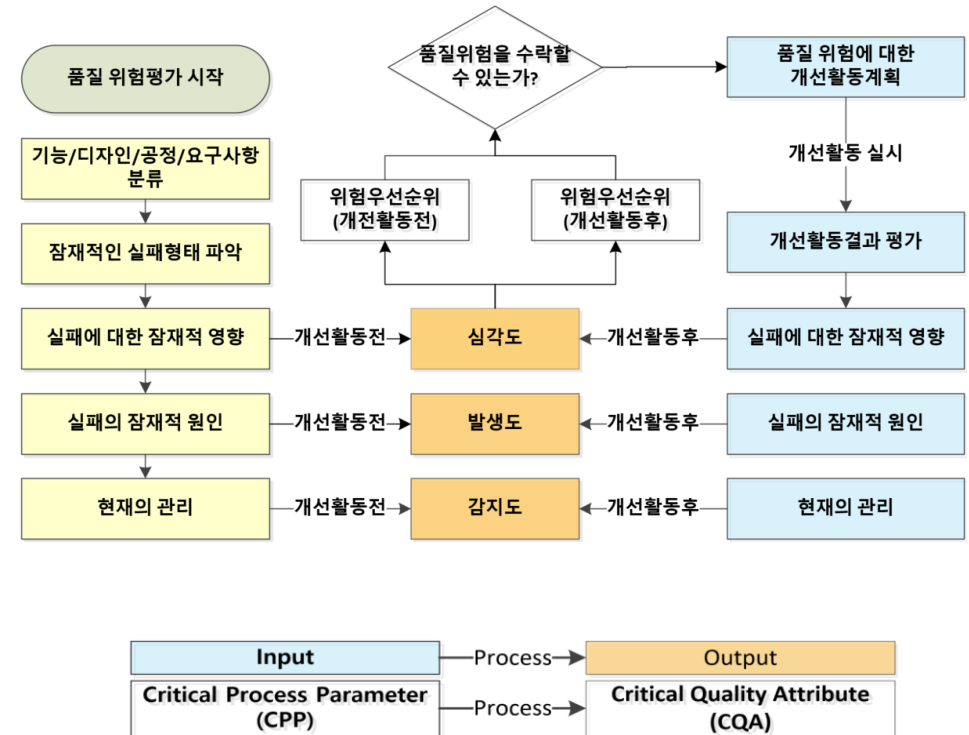 품질 위험평가 시작
기능/디자인/공정/요구사항
분류
잠재적인 실패형태 파악
실패에 대한 잠재적 영향
실패의 잠재적 원인
현재의 관리
개선활동전
개선활동전
개선활동전
품질위험을 수락할
수 있는가?
위험우선순위
(개전활동전)
위험우선순위
(개선활동후)
심각도
발생도
감지도
개선활동후
개선활동후
개선활동후
품질 위험에 대한
개선활동계획
개선활동 실시
개선활동결과 평가
실패에 대한 잠재적 영향
실패의 잠재적 원인
현재의 관리
Input
Process
Output
Critical Process Parameter
(CPP)
Process
Critical Quality Attribute
(CQA)